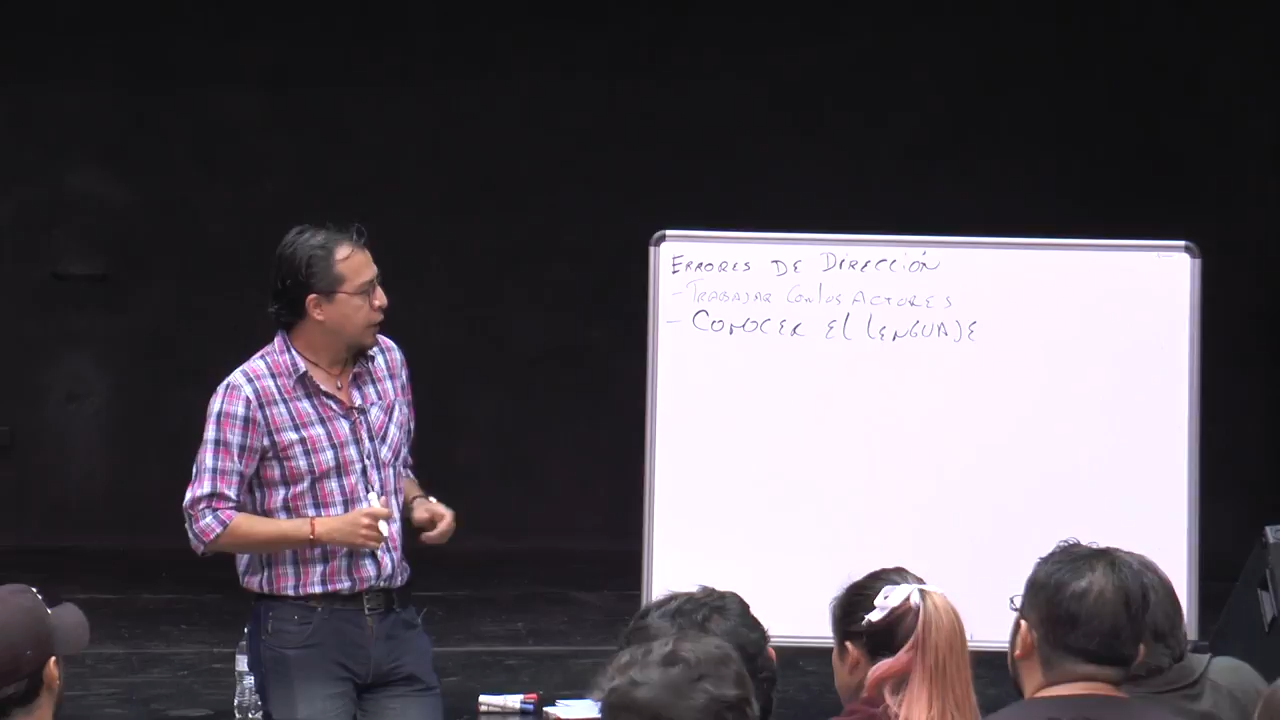 ERRORES DE DIRECCIÓN
- TRABAJAR CON LOS ACTORES
- CONOCER EL LENGUAJE